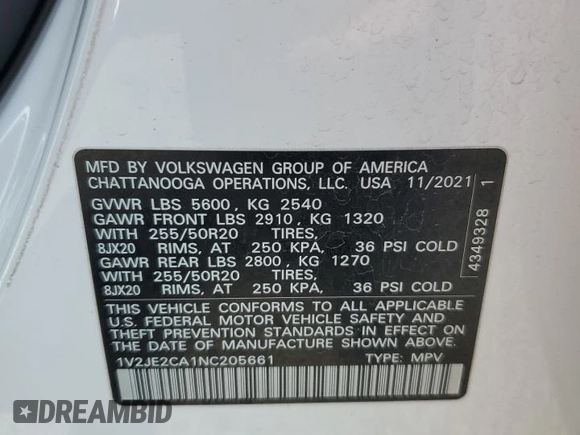 MFD BY VOLKSWAGEN GROUP OF AMERICA
CHATTANOOGA OPERATIONS, LLC. USA 11/2021
GVWR LBS 5600, KG 2540
GAWR FRONT LBS 2910, KG 1320
WITH 255/50R20 TIRES,
8JX20 RIMS, AT 250 KPA, 36 PSI COLD
GAWR REAR LBS 2800, KG 1270
WITH 255/50R20 TIRES,
8JX20 RIMS, AT 250 KPA, 36 PSI COLD
THIS VEHICLE CONFORMS TO ALL APPLICABLE
U.S. FEDERAL MOTOR VEHICLE SAFETY AND
THEFT PREVENTION STANDARDS IN EFFECT ON
THE DATE OF MANUFACTURE SHOWN ABOVE.
1V2JE2CA1NC205661 TYPE: MPV
4349328 1
DREAMBID